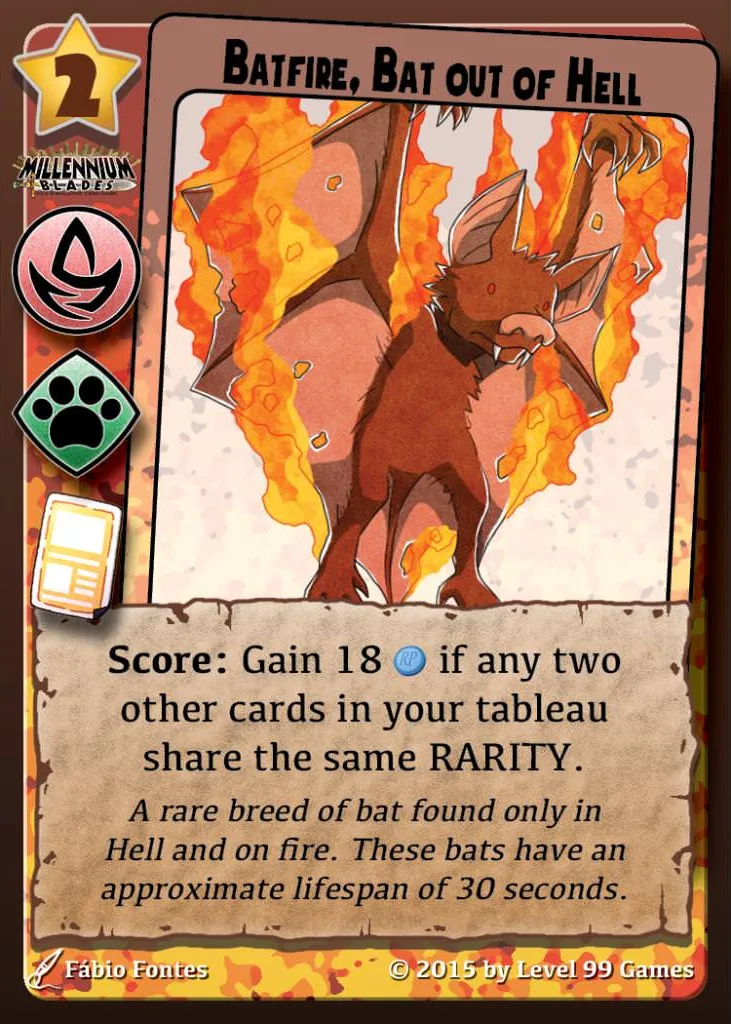 Batfire, Bat out of Hell
2
MILLENNIUM
BLADES
Score: Gain 18 RP if any two
other cards in your tableau
share the same RARITY.
A rare breed of bat found only in
Hell and on fire. These bats have an
approximate lifespan of 30 seconds.
Fábio Fontes
© 2015 by Level 99 Games